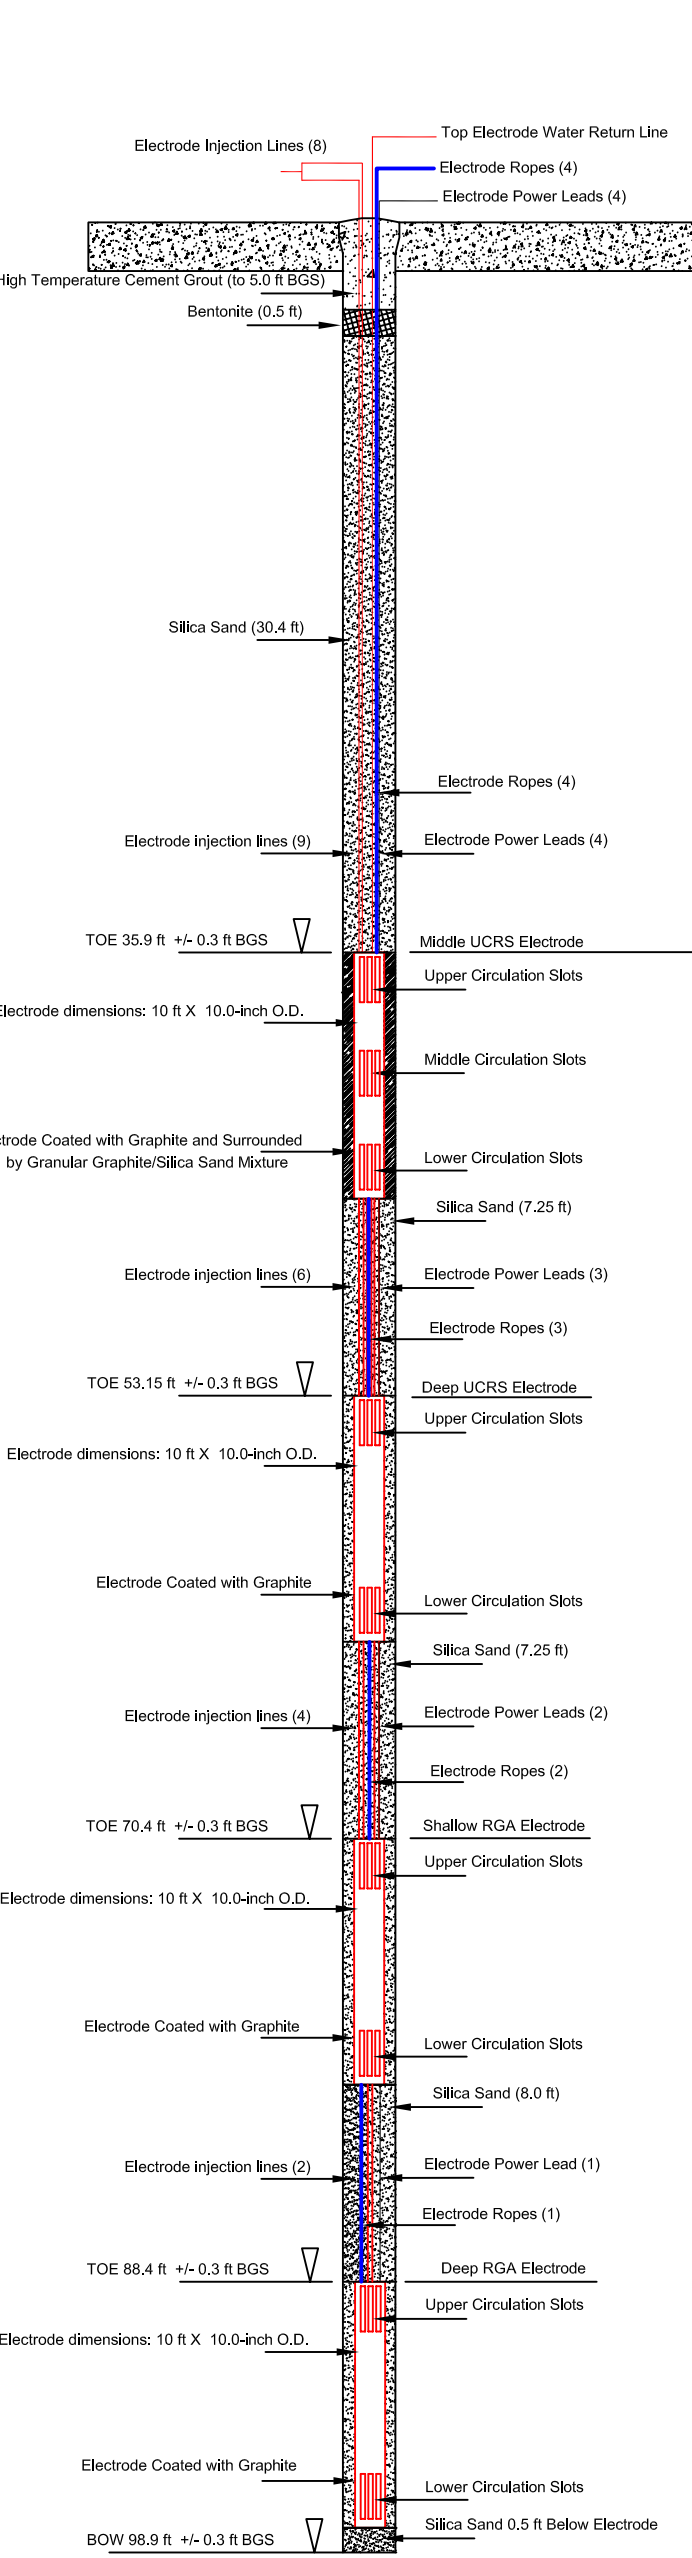 Top Electrode Water Return Line
Electrode Injection Lines (8)
Electrode Ropes (4)
Electrode Power Leads (4)
High Temperature Cement Grout (to 5.0 ft BGS)
Bentonite (0.5 ft)
Silica Sand (30.4 ft)
Electrode Ropes (4)
Electrode injection lines (9)
Electrode Power Leads (4)
TOE 35.9 ft +/- 0.3 ft BGS
Middle UCRS Electrode
Upper Circulation Slots
Electrode dimensions: 10 ft X 10.0-inch O.D.
Middle Circulation Slots
ctrode Coated with Graphite and Surrounded
by Granular Graphite/Silica Sand Mixture
Lower Circulation Slots
Silica Sand (7.25 ft)
Electrode injection lines (6)
Electrode Power Leads (3)
Electrode Ropes (3)
TOE 53.15 ft +/- 0.3 ft BGS
Deep UCRS Electrode
Upper Circulation Slots
Electrode dimensions: 10 ft X 10.0-inch O.D.
Electrode Coated with Graphite
Lower Circulation Slots
Silica Sand (7.25 ft)
Electrode injection lines (4)
Electrode Power Leads (2)
Electrode Ropes (2)
TOE 70.4 ft +/- 0.3 ft BGS
Shallow RGA Electrode
Upper Circulation Slots
Electrode dimensions: 10 ft X 10.0-inch O.D.
Electrode Coated with Graphite
Lower Circulation Slots
Silica Sand (8.0 ft)
Electrode injection lines (2)
Electrode Power Lead (1)
Electrode Ropes (1)
TOE 88.4 ft +/- 0.3 ft BGS
Deep RGA Electrode
Upper Circulation Slots
Electrode dimensions: 10 ft X 10.0-inch O.D.
Electrode Coated with Graphite
Lower Circulation Slots
Silica Sand 0.5 ft Below Electrode
BOW 98.9 ft +/- 0.3 ft BGS